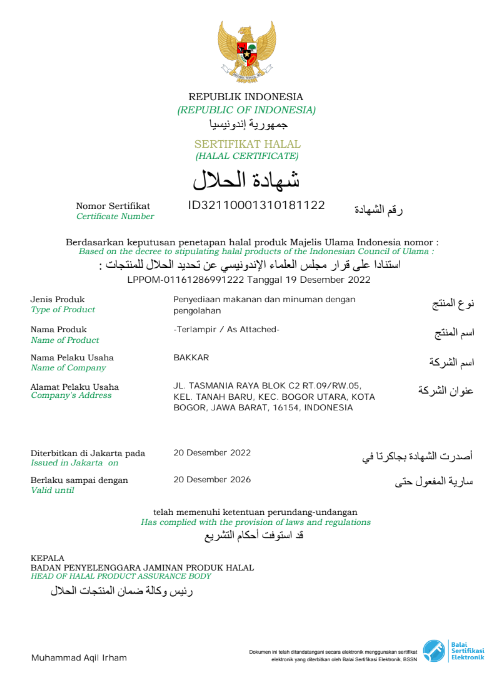 REPUBLIK INDONESIA
(REPUBLIC OF INDONESIA)
جمهورية إندونيسيا
SERTIFIKAT HALAL
(HALAL CERTIFICATE)
شهادة الحلال
Nomor Sertifikat ID32110001310181122 رقم الشهادة
Certificate Number
Berdasarkan keputusan penetapan halal produk Majelis Ulama Indonesia nomor :
Based on the decree to stipulating halal products of the Indonesian Council of Ulama :
استنادا على قرار مجلس العلماء الإندونيسي عن تحديد الحلال للمنتجات :
LPPOM-01161286991222 Tanggal 19 Desember 2022
Jenis Produk Penyediaan makanan dan minuman dengan نوع المنتج
Type of Product pengolahan
Nama Produk -Terlampir / As Attached- اسم المنتج
Name of Product
Nama Pelaku Usaha BAKKAR اسم الشركة
Name of Company
Alamat Pelaku Usaha JL. TASMANIA RAYA BLOK C2 RT.09/RW.05, عنوان الشركة
Company's Address KEL. TANAH BARU, KEC. BOGOR UTARA, KOTA
BOGOR, JAWA BARAT, 16154, INDONESIA
Diterbitkan di Jakarta pada 20 Desember 2022 أصدرت الشهادة بجاكرتا في
Issued in Jakarta on
Berlaku sampai dengan 20 Desember 2026 سارية المفعول حتى
Valid until
telah memenuhi ketentuan perundang-undangan
Has complied with the provision of laws and regulations
قد استوفت أحكام التشريع
KEPALA
BADAN PENYELENGGARA JAMINAN PRODUK HALAL
HEAD OF HALAL PRODUCT ASSURANCE BODY
رئيس وكالة ضمان المنتجات الحلال
Muhammad Aqil Irham
Dokumen ini telah ditandatangani secara elektronik menggunakan sertifikat
elektronik yang diterbitkan oleh Balai Sertifikasi Elektronik, BSSN
Balai
Sertifikasi
Elektronik